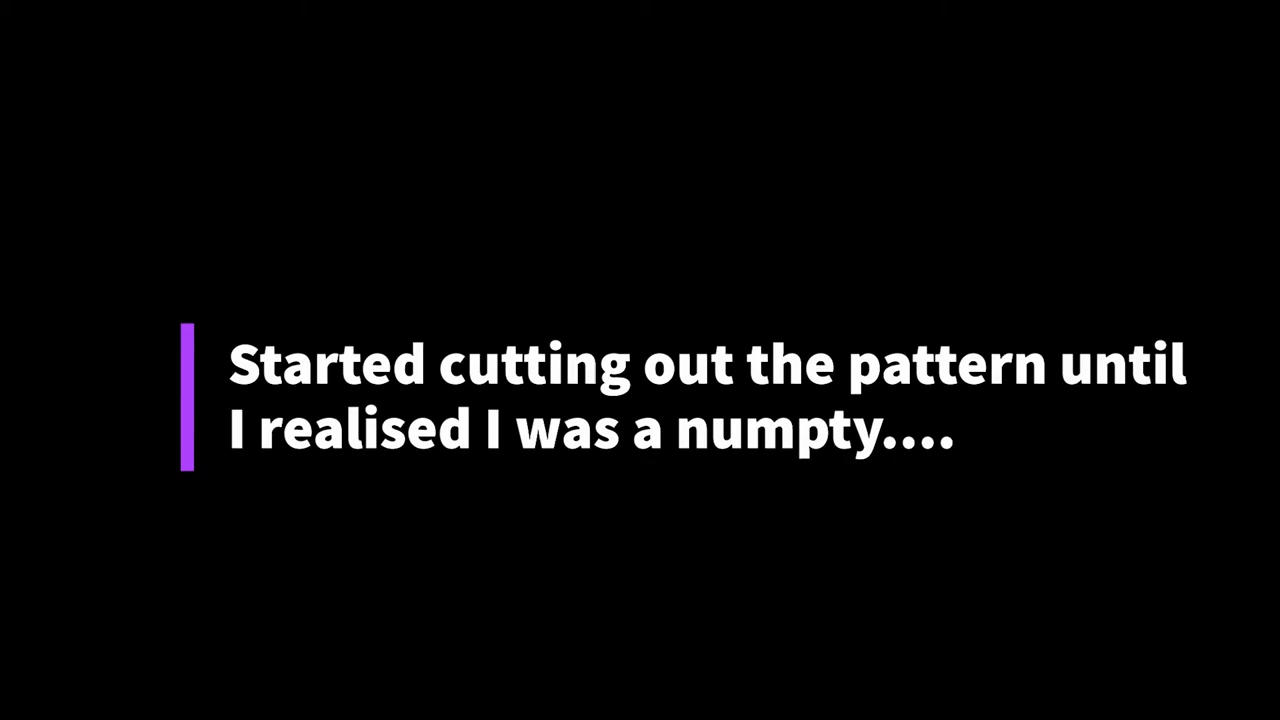 Started cutting out the pattern until
I realised I was a numpty....